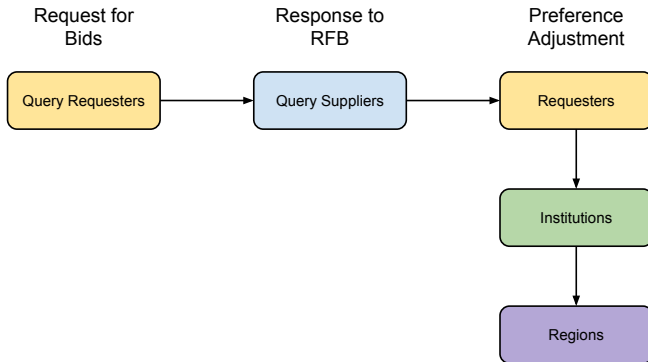 Request for
Bids
Response to
RFB
Preference
Adjustment
Query Requesters
Query Suppliers
Requesters
Institutions
Regions